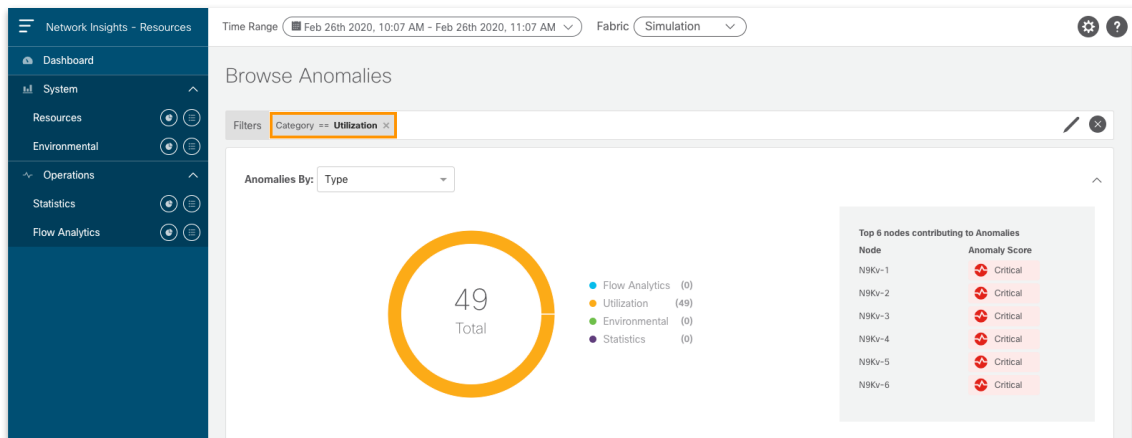 Network Insights - Resources
Time Range Feb 26th 2020, 10:07 AM - Feb 26th 2020, 11:07 AM Fabric Simulation ?
Dashboard
System
Resources
Environmental
Operations
Statistics
Flow Analytics
Browse Anomalies
Filters Category == Utilization ×
Anomalies By: Type
49
Total
Flow Analytics (0)
Utilization (49)
Environmental (0)
Statistics (0)
Top 6 nodes contributing to Anomalies
Node Anomaly Score
N9Kv-1 Critical
N9Kv-2 Critical
N9Kv-3 Critical
N9Kv-4 Critical
N9Kv-5 Critical
N9Kv-6 Critical